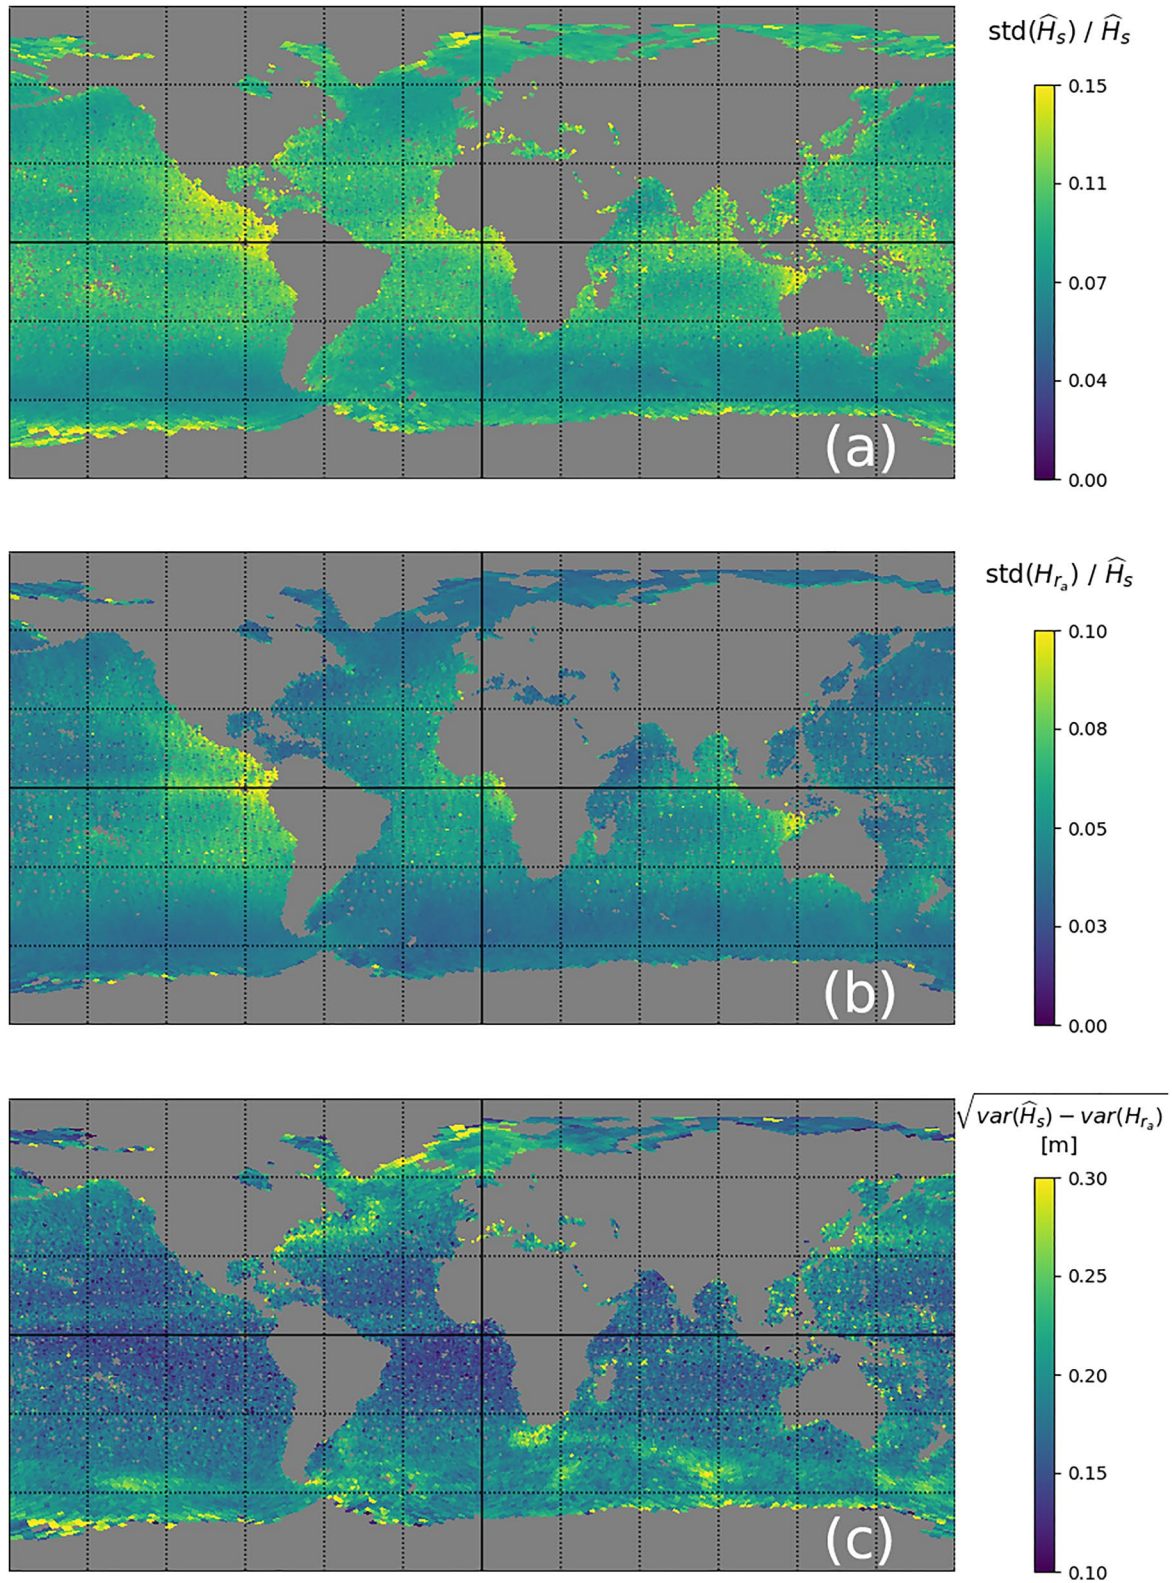 std(Ĥₛ) / Ĥₛ
0.15
0.11
0.07
0.04
0.00
(a)
std(Hᵣₐ) / Ĥₛ
0.10
0.08
0.05
0.03
0.00
(b)
√var(Ĥₛ) − var(Hᵣₐ)
[m]
0.30
0.25
0.20
0.15
0.10
(c)